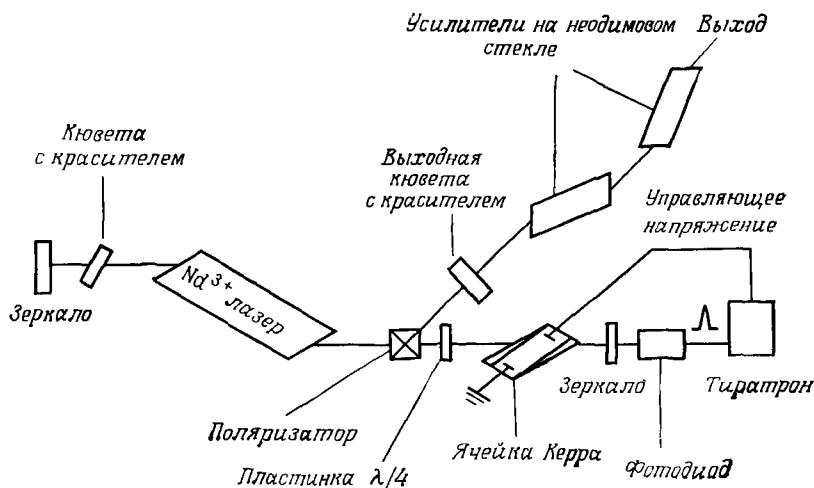 Усилители на неодимовом
стекле
Выход
Кювета
с красителем
Выходная
кювета
с красителем
Управляющее
напряжение
Зеркало
Nd³⁺
лазер
Зеркало
Тиратрон
Поляризатор
Пластинка λ/4
Ячейка Керра
Фотодиод